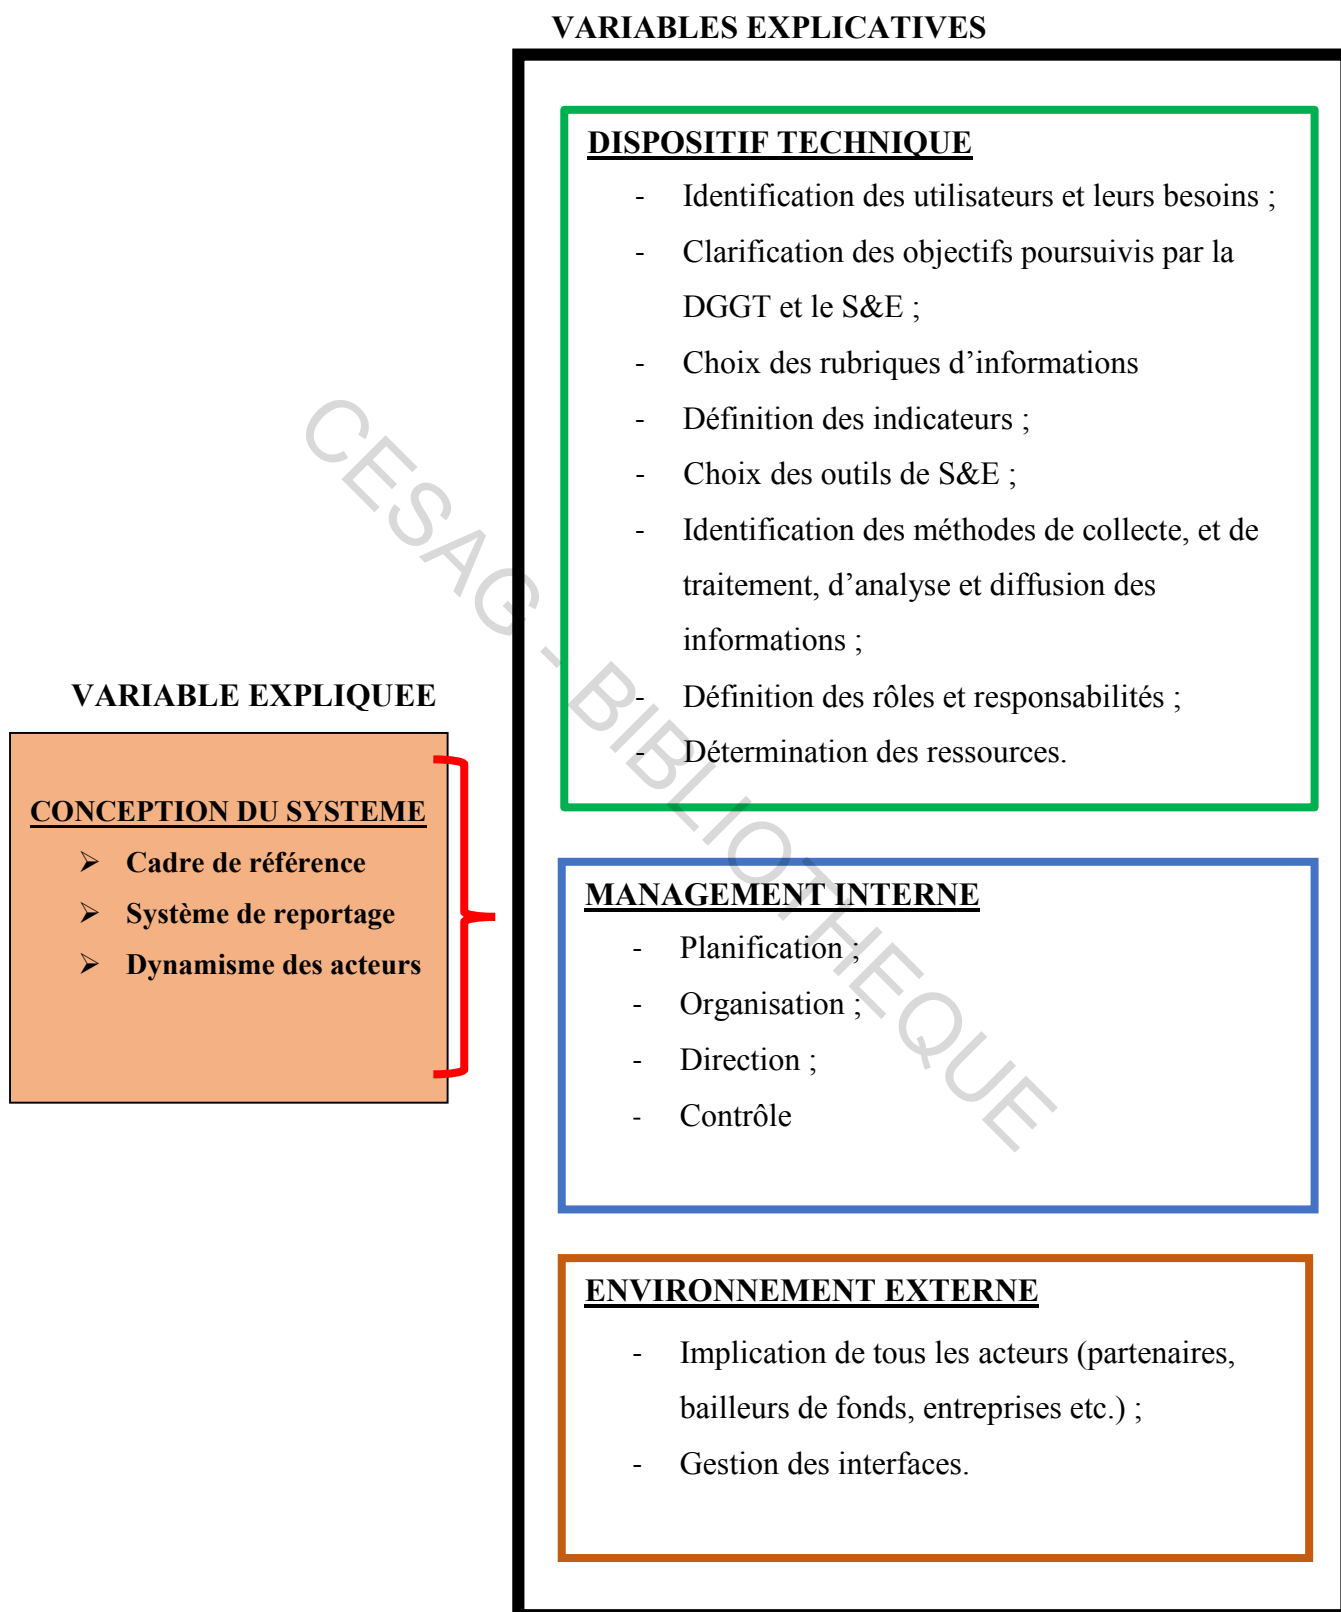 VARIABLES EXPLICATIVES
DISPOSITIF TECHNIQUE
- Identification des utilisateurs et leurs besoins ;
- Clarification des objectifs poursuivis par la
DGGT et le S&E ;
- Choix des rubriques d’informations
- Définition des indicateurs ;
- Choix des outils de S&E ;
- Identification des méthodes de collecte, et de
traitement, d’analyse et diffusion des
informations ;
- Définition des rôles et responsabilités ;
- Détermination des ressources.
VARIABLE EXPLIQUEE
CONCEPTION DU SYSTEME
➢ Cadre de référence
➢ Système de reportage
➢ Dynamisme des acteurs
MANAGEMENT INTERNE
- Planification ;
- Organisation ;
- Direction ;
- Contrôle
ENVIRONNEMENT EXTERNE
- Implication de tous les acteurs (partenaires,
bailleurs de fonds, entreprises etc.) ;
- Gestion des interfaces.
CESAG - BIBLIOTHEQUE